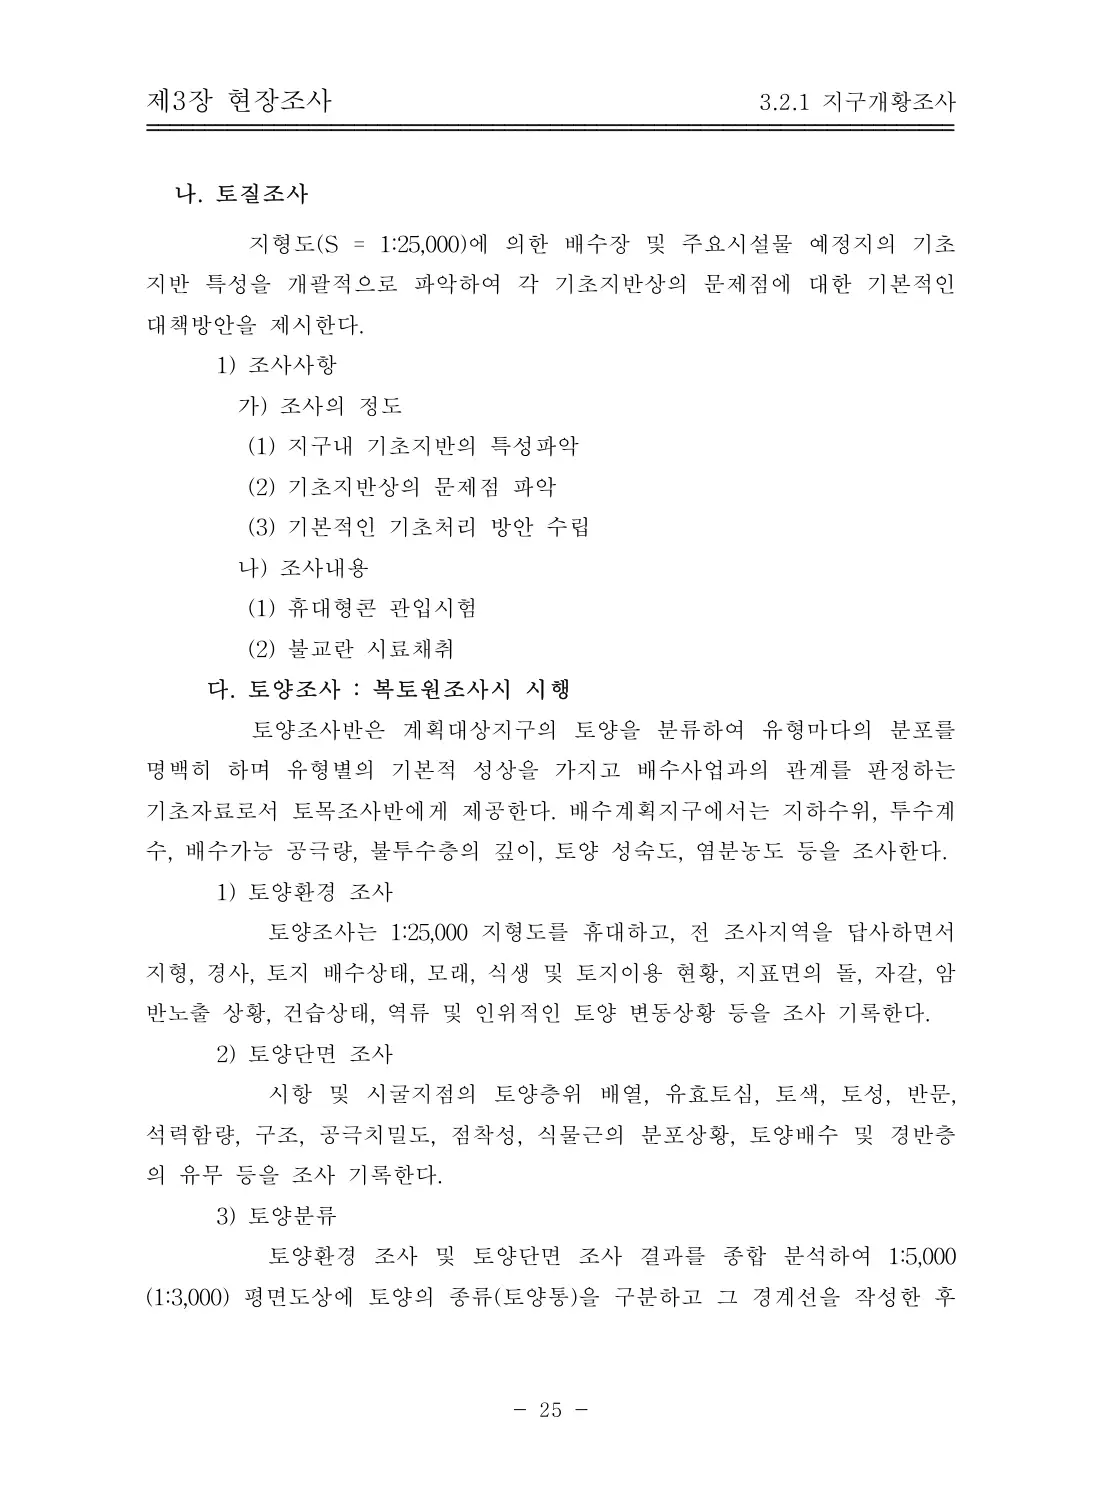 제3장 현장조사
3.2.1 지구개황조사
나. 토질조사
지형도(S = 1:25,000)에 의한 배수장 및 주요시설물 예정지의 기초
지반 특성을 개괄적으로 파악하여 각 기초지반상의 문제점에 대한 기본적인
대책방안을 제시한다.
1) 조사사항
가) 조사의 정도
(1) 지구내 기초지반의 특성파악
(2) 기초지반상의 문제점 파악
(3) 기본적인 기초처리 방안 수립
나) 조사내용
(1) 휴대형콘 관입시험
(2) 불교란 시료채취
다. 토양조사 : 복토원조사시 시행
토양조사반은 계획대상지구의 토양을 분류하여 유형마다의 분포를
명백히 하며 유형별의 기본적 성상을 가지고 배수사업과의 관계를 판정하는
기초자료로서 토목조사반에게 제공한다. 배수계획지구에서는 지하수위, 투수계
수, 배수가능 공극량, 불투수층의 깊이, 토양 성숙도, 염분농도 등을 조사한다.
1) 토양환경 조사
토양조사는 1:25,000 지형도를 휴대하고, 전 조사지역을 답사하면서
지형, 경사, 토지 배수상태, 모래, 식생 및 토지이용 현황, 지표면의 돌, 자갈, 암
반노출 상황, 건습상태, 역류 및 인위적인 토양 변동상황 등을 조사 기록한다.
2) 토양단면 조사
시항 및 시굴지점의 토양층위 배열, 유효토심, 토색, 토성, 반문,
석력함량, 구조, 공극치밀도, 점착성, 식물근의 분포상황, 토양배수 및 경반층
의 유무 등을 조사 기록한다.
3) 토양분류
토양환경 조사 및 토양단면 조사 결과를 종합 분석하여 1:5,000
(1:3,000) 평면도상에 토양의 종류(토양통)을 구분하고 그 경계선을 작성한 후
- 25 -